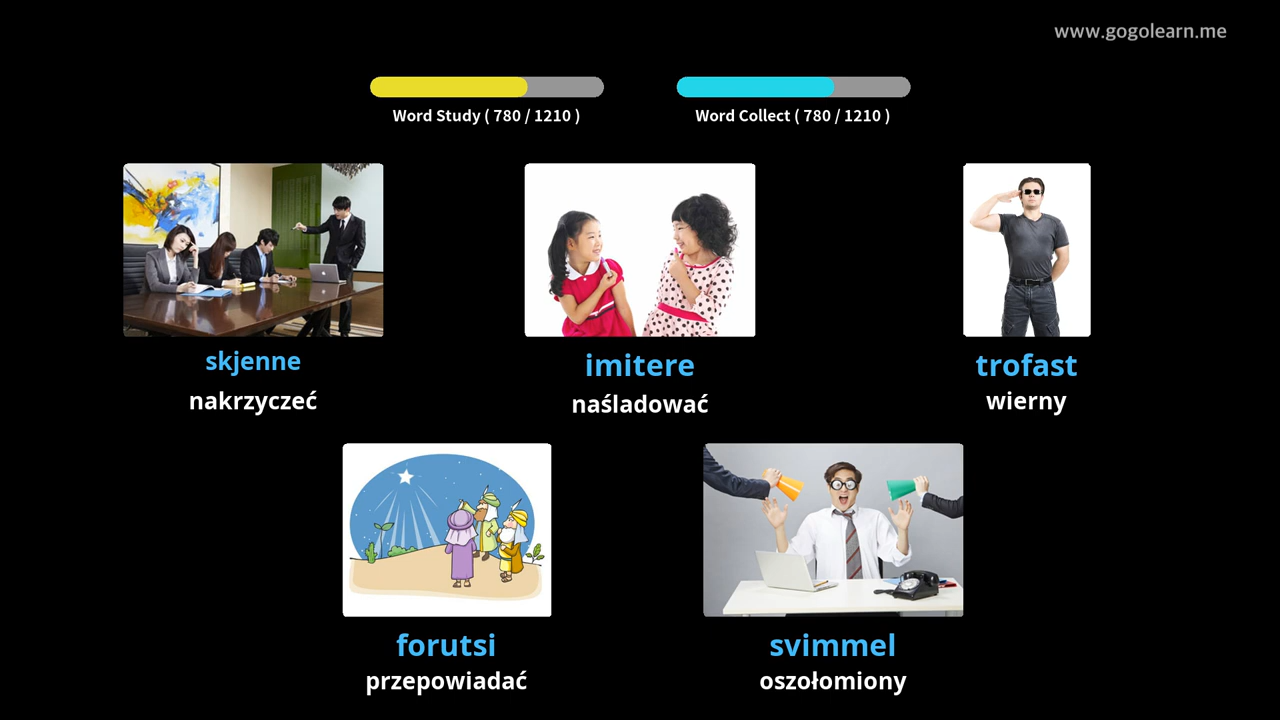 www.gogolearn.me
Word Study ( 780 / 1210 )
Word Collect ( 780 / 1210 )
skjenne
nakrzyczeć
imitere
naśladować
trofast
wierny
forutsi
przepowiadać
svimmel
oszołomiony